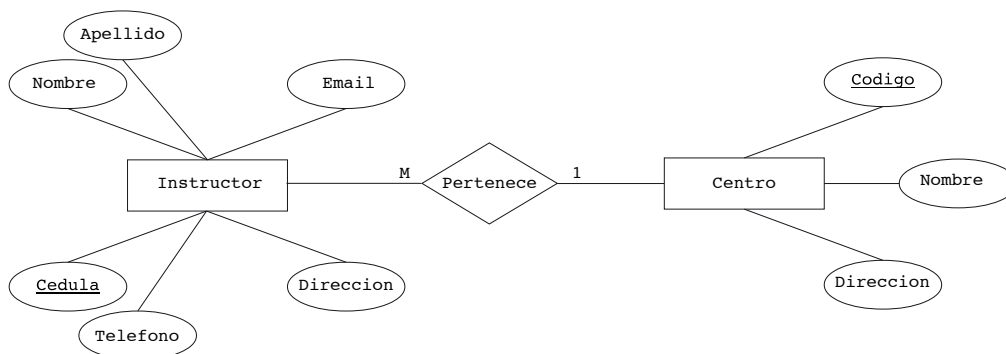 Apellido
Nombre
Email
Codigo
Instructor
M
Pertenece
1
Centro
Nombre
Cedula
Telefono
Direccion
Direccion